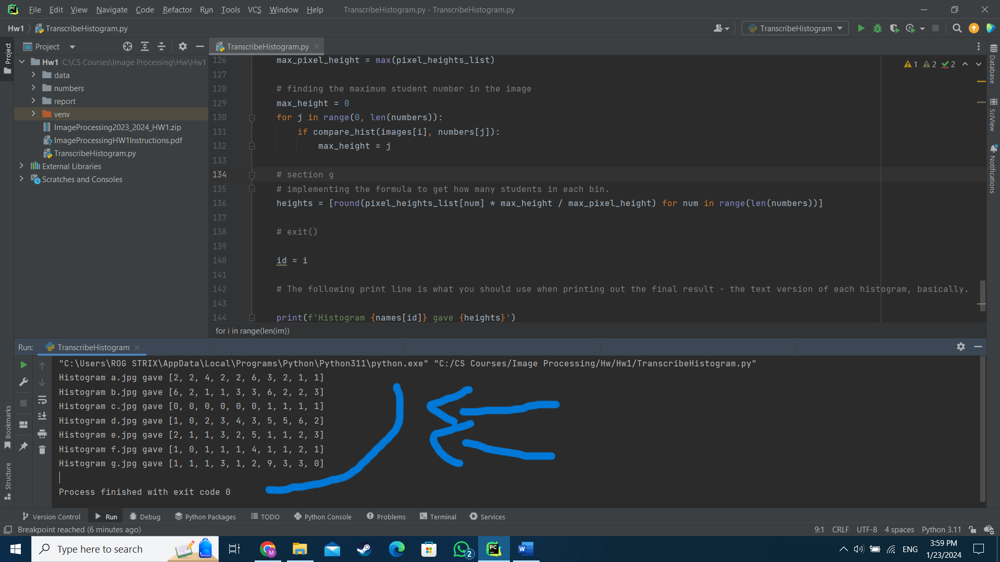 File Edit View Navigate Code Refactor Run Tools VCS Window Help TranscribeHistogram.py - TranscribeHistogram.py
Hw1 TranscribeHistogram.py TranscribeHistogram
Project TranscribeHistogram.py
Hw1 C:\CS Courses\Image Processing\Hw\Hw1
data
numbers
report
venv
ImageProcessing2023_2024_HW1.zip
ImageProcessingHW1Instructions.pdf
TranscribeHistogram.py
External Libraries
Scratches and Consoles
Project
Bookmarks
Structure
126 max_pixel_height = max(pixel_heights_list)
127
128 # finding the maximum student number in the image
129 max_height = 0
130 for j in range(0, len(numbers)):
131 if compare_hist(images[i], numbers[j]):
132 max_height = j
133
134 # section g
135 # implementing the formula to get how many students in each bin.
136 heights = [round(pixel_heights_list[num] * max_height / max_pixel_height) for num in range(len(numbers))]
137
138 # exit()
139
140 id = i
141
142 # The following print line is what you should use when printing out the final result - the text version of each histogram, basically.
143
144 print(f'Histogram {names[id]} gave {heights}')
for i in range(len(im))
1 2 2
Database
SciView
Notifications
Run: TranscribeHistogram
"C:\Users\ROG STRIX\AppData\Local\Programs\Python\Python311\python.exe" "C:/CS Courses/Image Processing/Hw/Hw1/TranscribeHistogram.py"
Histogram a.jpg gave [2, 2, 4, 2, 2, 6, 3, 2, 1, 1]
Histogram b.jpg gave [6, 2, 1, 1, 3, 3, 6, 2, 2, 3]
Histogram c.jpg gave [0, 0, 0, 0, 0, 0, 1, 1, 1, 1]
Histogram d.jpg gave [1, 0, 2, 3, 4, 3, 5, 5, 6, 2]
Histogram e.jpg gave [2, 1, 1, 3, 2, 5, 1, 1, 2, 3]
Histogram f.jpg gave [1, 0, 1, 1, 1, 4, 1, 1, 2, 1]
Histogram g.jpg gave [1, 1, 1, 3, 1, 2, 9, 3, 3, 0]
Process finished with exit code 0
Version Control Run Debug Python Packages TODO Python Console Problems Terminal Services
Breakpoint reached (6 minutes ago) 9:1 CRLF UTF-8 4 spaces Python 3.11
Type here to search 2 ENG 3:59 PM
1/23/2024